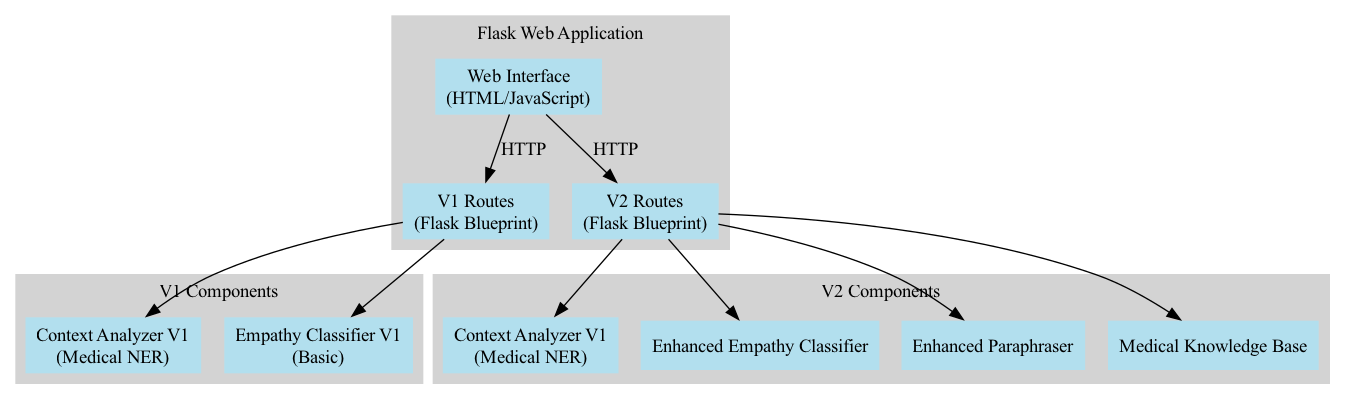 Flask Web Application
Web Interface
(HTML/JavaScript)
HTTP
HTTP
V1 Routes
(Flask Blueprint)
V2 Routes
(Flask Blueprint)
V1 Components
Context Analyzer V1
(Medical NER)
Empathy Classifier V1
(Basic)
V2 Components
Context Analyzer V1
(Medical NER)
Enhanced Empathy Classifier
Enhanced Paraphraser
Medical Knowledge Base